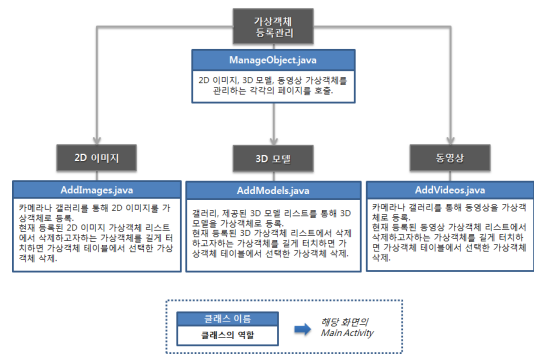 가상객체
등록관리
ManageObject.java
2D 이미지, 3D 모델, 동영상 가상객체를
관리하는 각각의 페이지를 호출.
2D 이미지
3D 모델
동영상
AddImages.java
카메라나 갤러리를 통해 2D 이미지를 가
상객체로 등록.
현재 등록된 2D 이미지 가상객체 리스트
에서 삭제하고자하는 가상객체를 길게 터
치하면 가상객체 테이블에서 선택한 가상
객체 삭제.
AddModels.java
갤러리, 제공된 3D 모델 리스트를 통해 3D
모델을 가상객체로 등록.
현재 등록된 3D 가상객체 리스트에서 삭제
하고자하는 가상객체를 길게 터치하면 가
상객체 테이블에서 선택한 가상객체 삭제.
AddVideos.java
카메라나 갤러리를 통해 동영상을 가상객
체로 등록.
현재 등록된 동영상 가상객체 리스트에서
삭제하고자하는 가상객체를 길게 터치하
면 가상객체 테이블에서 선택한 가상객체
삭제.
클래스 이름
클래스의 역할
해당 화면의
Main Activity